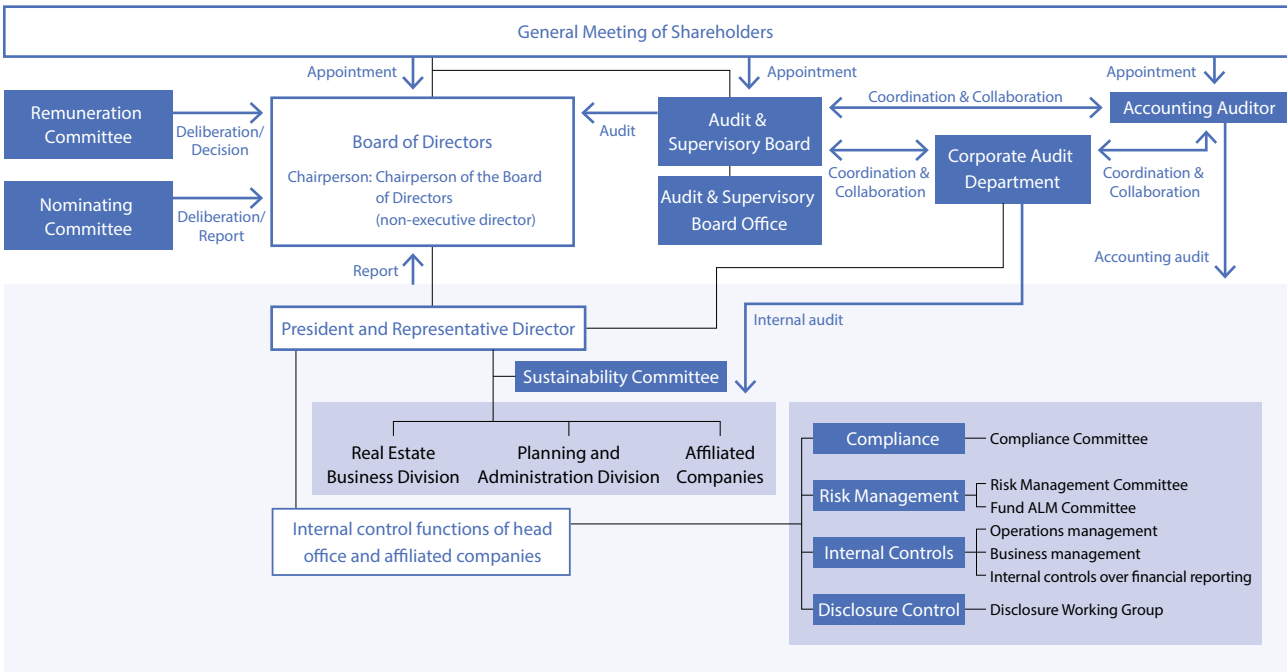 General Meeting of Shareholders
Appointment
Appointment
Appointment
Remuneration
Committee
Deliberation/
Decision
Nominating
Committee
Deliberation/
Report
Board of Directors
Chairperson: Chairperson of the Board
of Directors
(non-executive director)
Audit
Audit &
Supervisory Board
Audit & Supervisory
Board Office
Coordination & Collaboration
Coordination &
Collaboration
Corporate Audit
Department
Coordination &
Collaboration
Accounting Auditor
Accounting audit
Report
President and Representative Director
Internal audit
Sustainability Committee
Real Estate
Business Division
Planning and
Administration Division
Affiliated
Companies
Internal control functions of head
office and affiliated companies
Compliance
Compliance Committee
Risk Management
Risk Management Committee
Fund ALM Committee
Internal Controls
Operations management
Business management
Internal controls over financial reporting
Disclosure Control
Disclosure Working Group